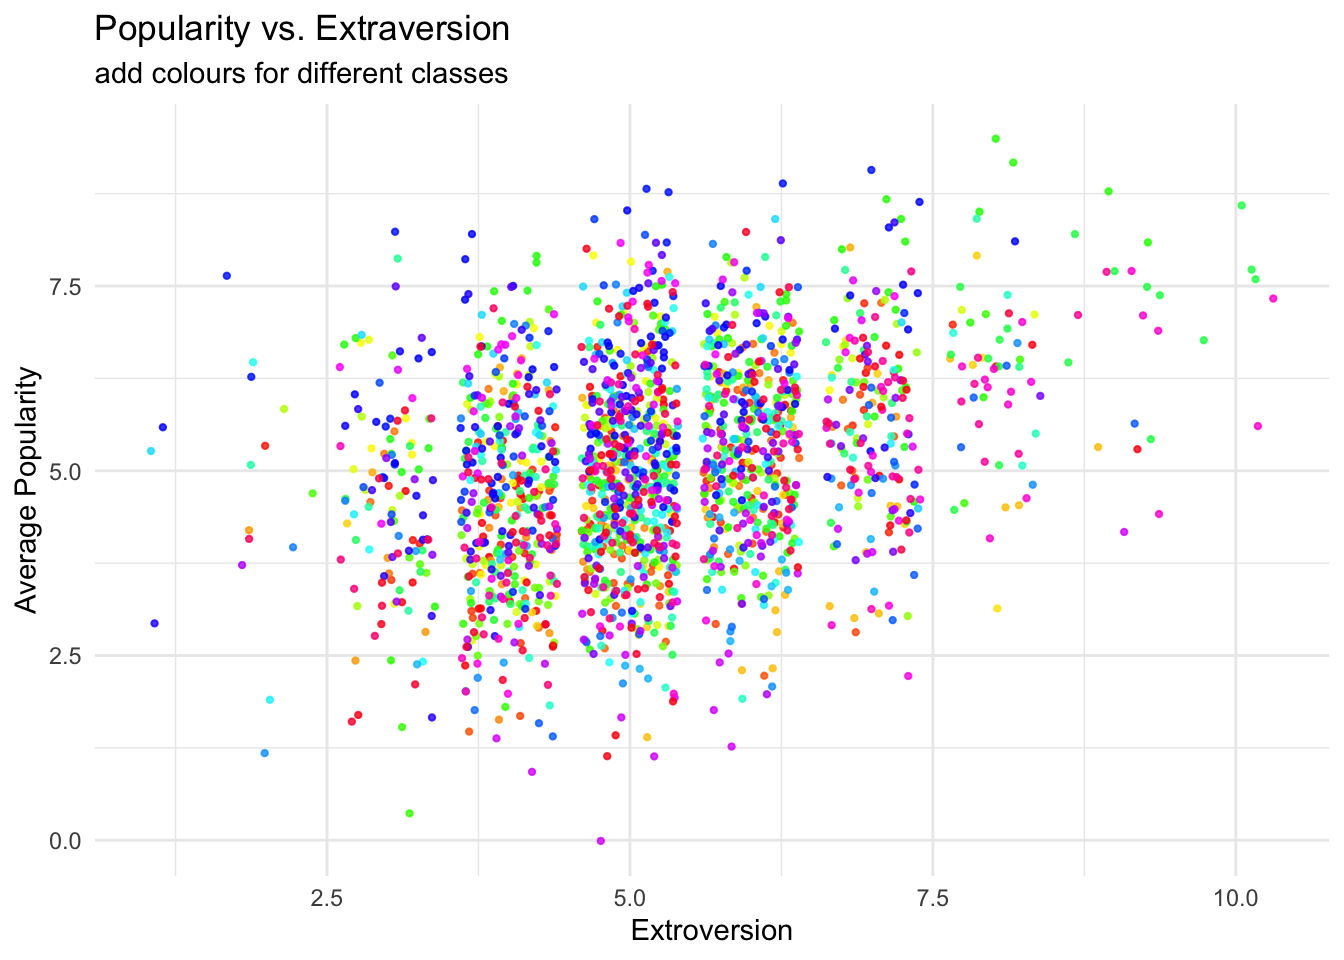 Popularity vs. Extraversion
add colours for different classes
Average Popularity
7.5
5.0
2.5
0.0
2.5
5.0
7.5
10.0
Extroversion